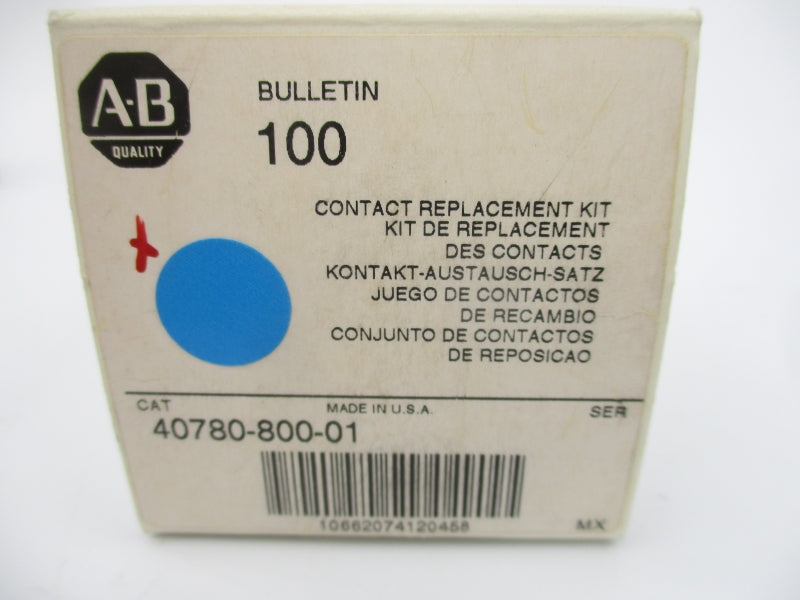 A-B
QUALITY
BULLETIN
100
CONTACT REPLACEMENT KIT
KIT DE REPLACEMENT
DES CONTACTS
KONTAKT-AUSTAUSCH-SATZ
JUEGO DE CONTACTOS
DE RECAMBIO
CONJUNTO DE CONTACTOS
DE REPOSICAO
CAT MADE IN U.S.A. SER
40780-800-01
10662074120458
MX